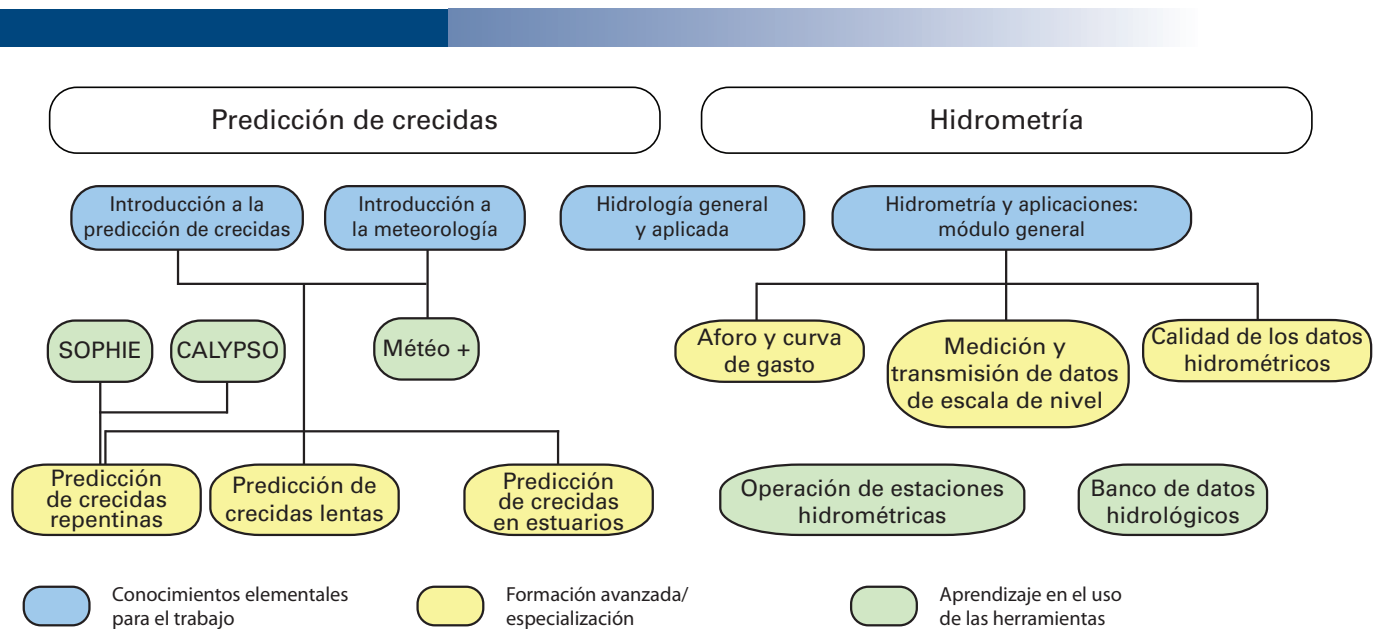 Predicción de crecidas
Hidrometría
Introducción a la
predicción de crecidas
Introducción a
la meteorología
Hidrología general
y aplicada
Hidrometría y aplicaciones:
módulo general
SOPHIE
CALYPSO
Météo +
Aforo y curva
de gasto
Medición y
transmisión de datos
de escala de nivel
Calidad de los datos
hidrométricos
Predicción
de crecidas
repentinas
Predicción de
crecidas lentas
Predicción
de crecidas
en estuarios
Operación de estaciones
hidrométricas
Banco de datos
hidrológicos
Conocimientos elementales
para el trabajo
Formación avanzada/
especialización
Aprendizaje en el uso
de las herramientas